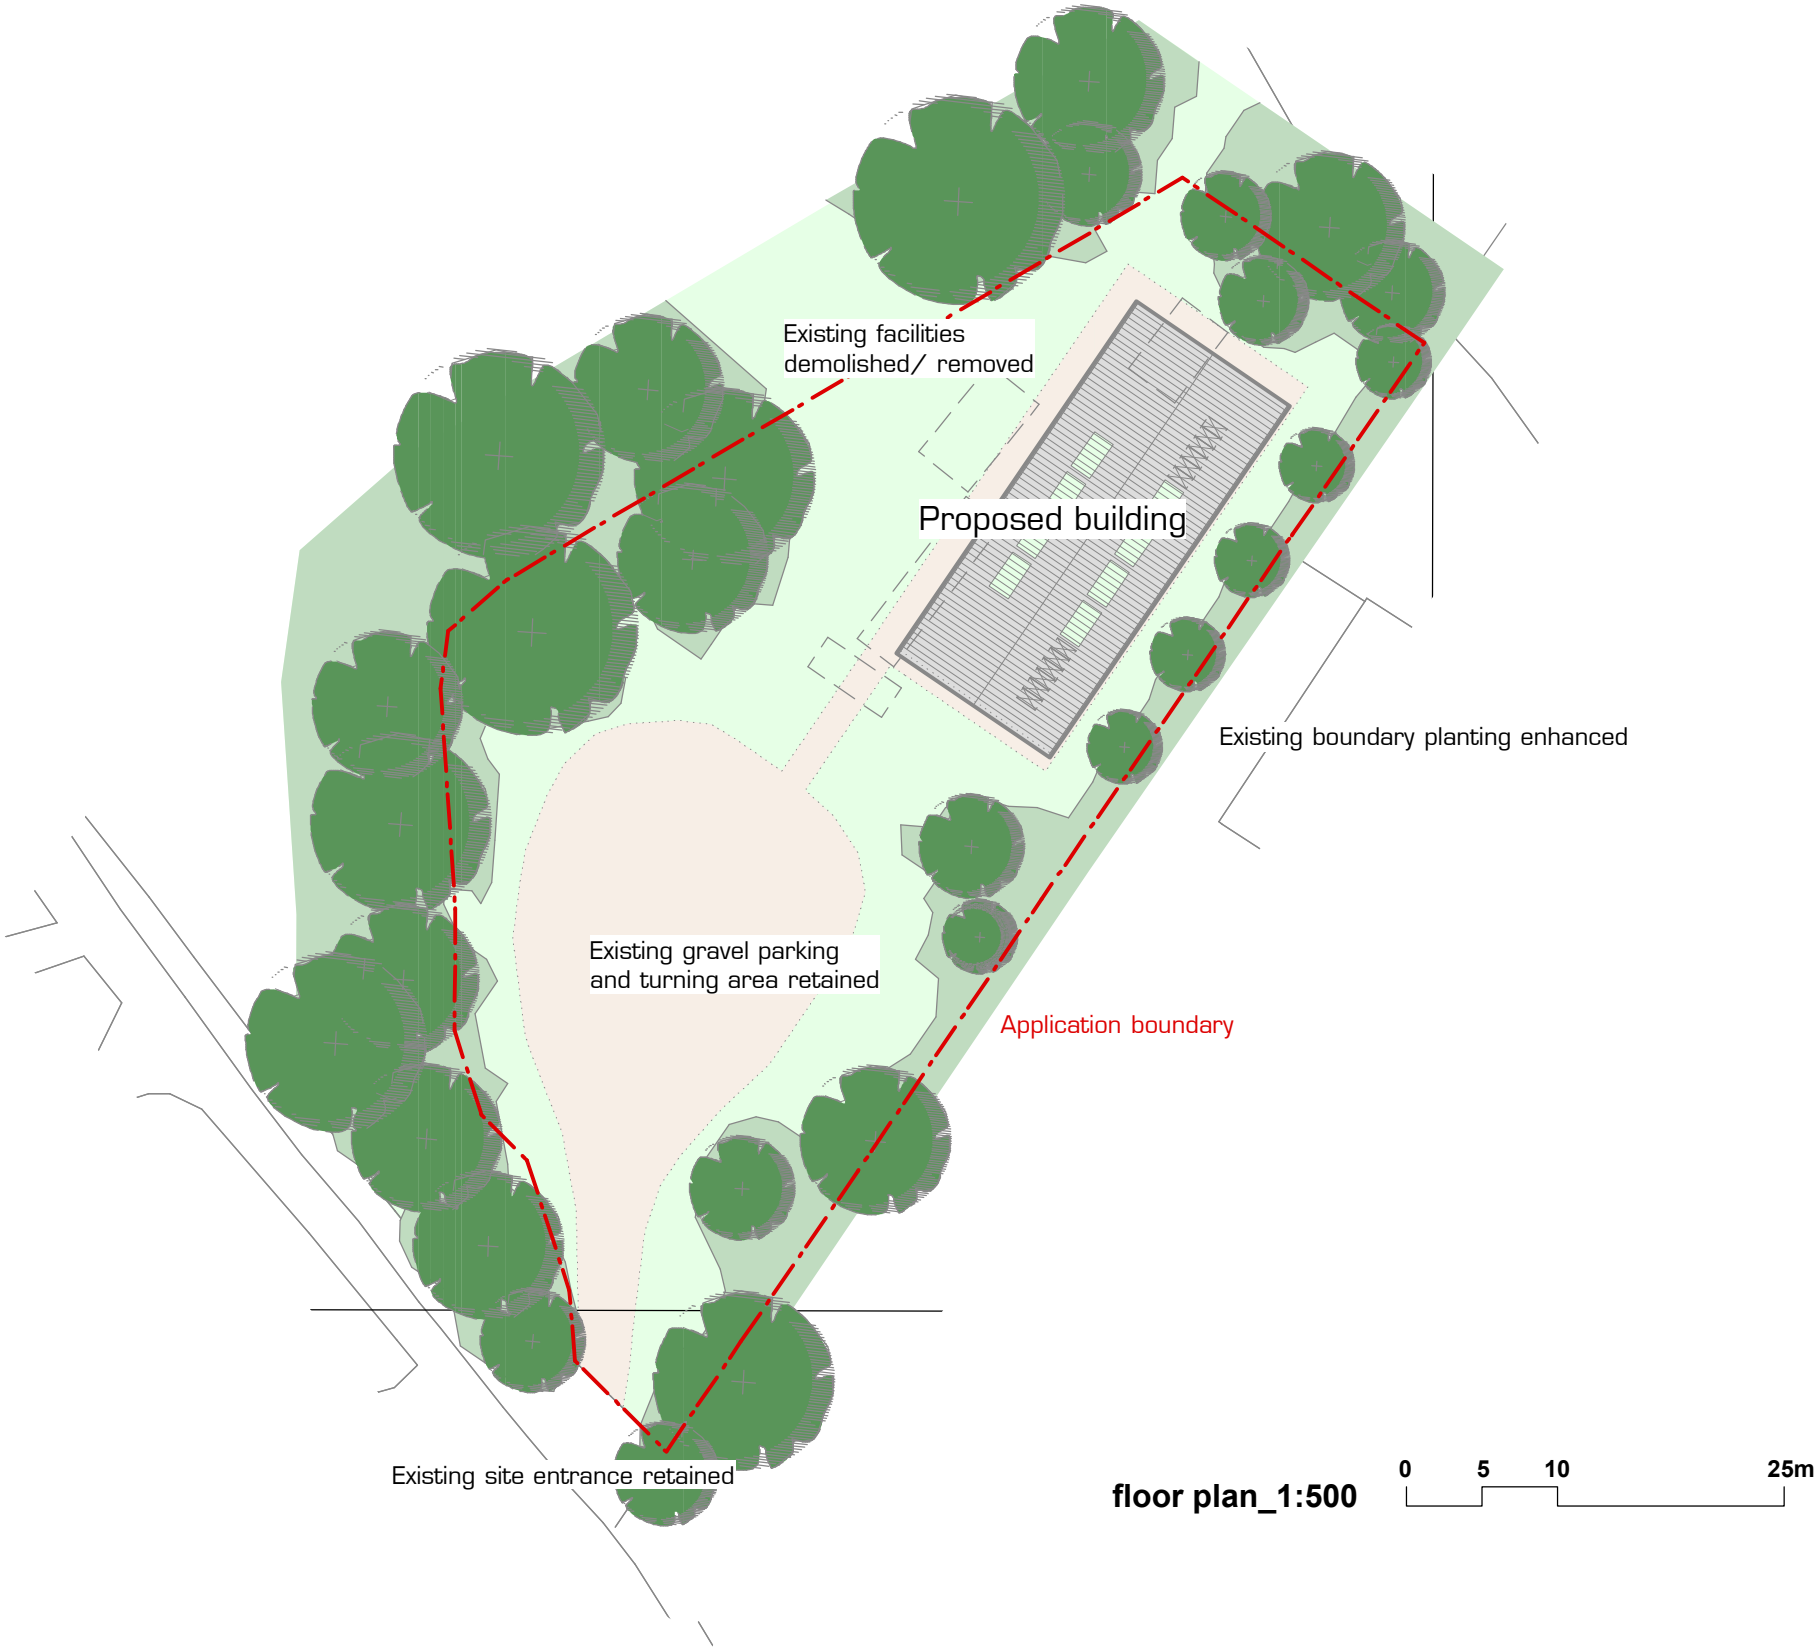 Existing facilities
demolished/ removed
Proposed building
Existing boundary planting enhanced
Existing gravel parking
and turning area retained
Application boundary
Existing site entrance retained
floor plan_1:500
0 5 10 25m